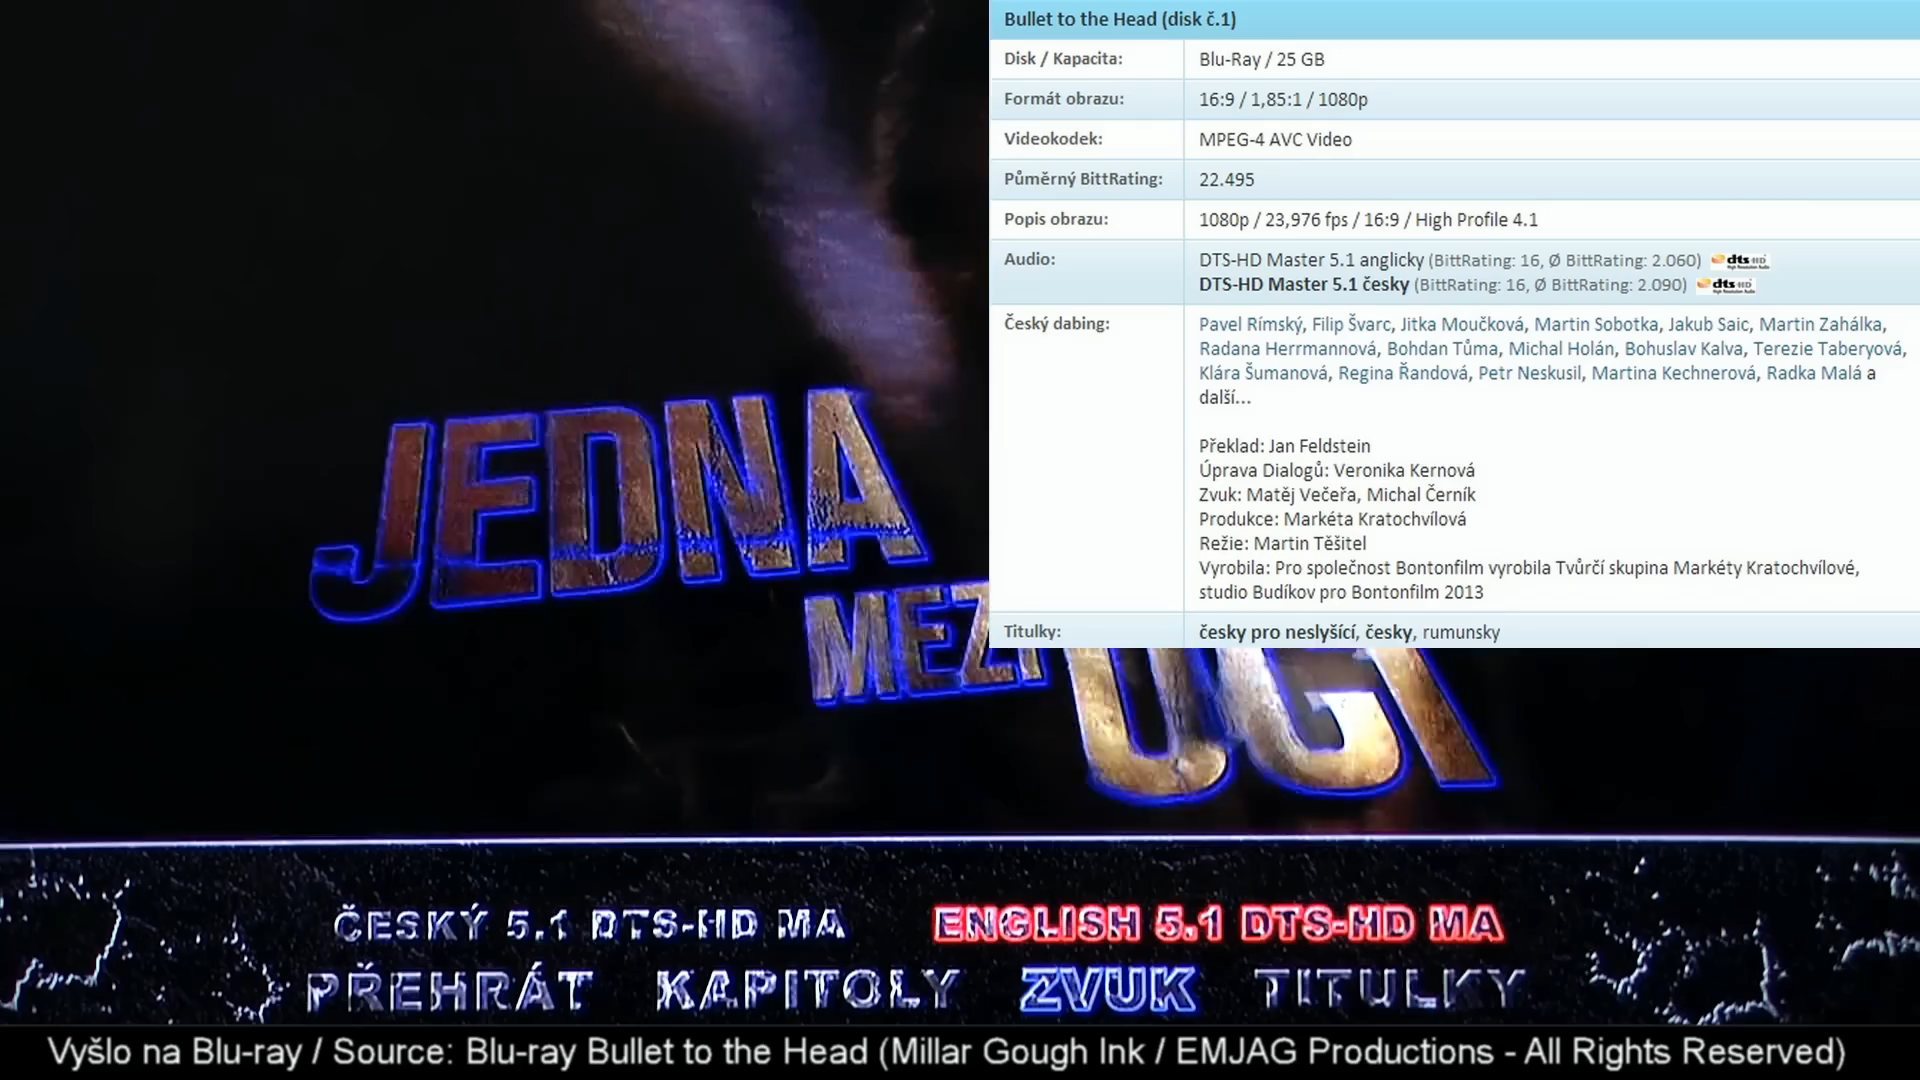 Bullet to the Head (disk č.1)
Disk / Kapacita: Blu-Ray / 25 GB
Formát obrazu: 16:9 / 1,85:1 / 1080p
Videokodek: MPEG-4 AVC Video
Půměrný BittRating: 22.495
Popis obrazu: 1080p / 23,976 fps / 16:9 / High Profile 4.1
Audio: DTS-HD Master 5.1 anglicky (BittRating: 16, Ø BittRating: 2.060) dts-HD
DTS-HD Master 5.1 česky (BittRating: 16, Ø BittRating: 2.090) dts-HD
Český dabing: Pavel Rímský, Filip Švarc, Jitka Moučková, Martin Sobotka, Jakub Saic, Martin Zahálka,
Radana Herrmannová, Bohdan Tůma, Michal Holán, Bohuslav Kalva, Terezie Taberyová,
Klára Šumanová, Regina Řandová, Petr Neskusil, Martina Kechnerová, Radka Malá a
další...
Překlad: Jan Feldstein
Úprava Dialogů: Veronika Kernová
Zvuk: Matěj Večeřa, Michal Černík
Produkce: Markéta Kratochvílová
Režie: Martin Těšitel
Vyrobila: Pro společnost Bontonfilm vyrobila Tvůrčí skupina Markéty Kratochvílové,
studio Budíkov pro Bontonfilm 2013
Titulky: česky pro neslyšící, česky, rumunsky
JEDNA
MEZI
OČI
ČESKÝ 5.1 DTS-HD MA ENGLISH 5.1 DTS-HD MA
PŘEHRÁT KAPITOLY ZVUK TITULKY
Vyšlo na Blu-ray / Source: Blu-ray Bullet to the Head (Millar Gough Ink / EMJAG Productions - All Rights Reserved)